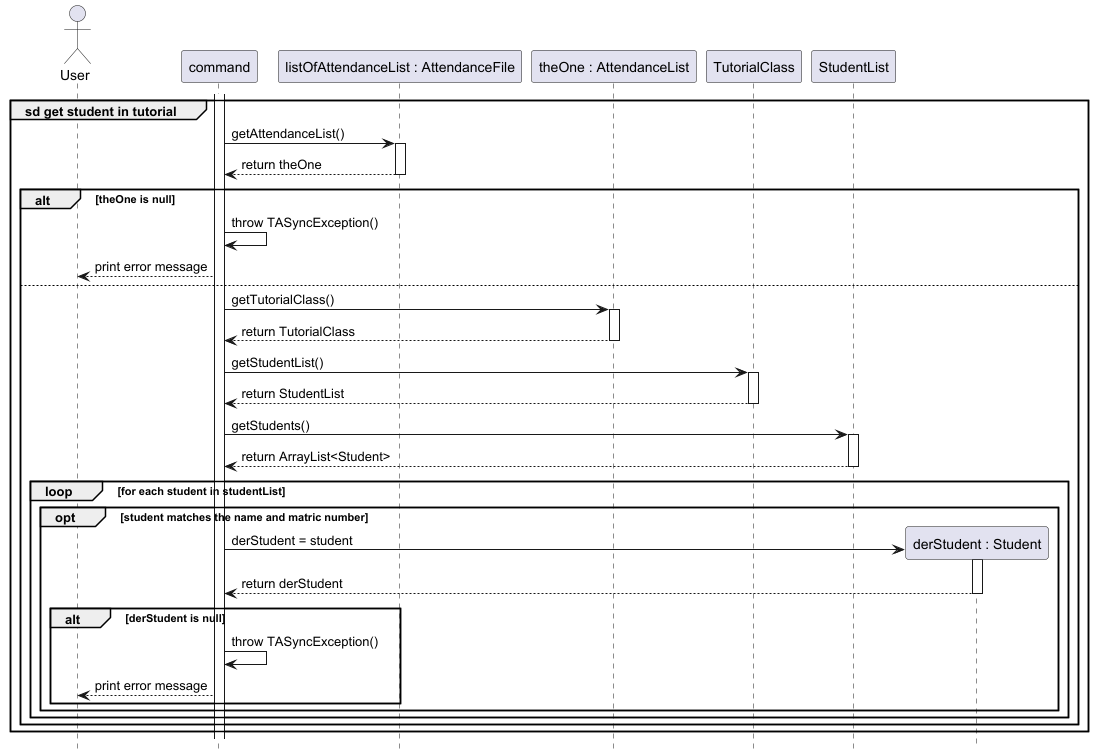 User
command
listOfAttendanceList : AttendanceFile
theOne : AttendanceList
TutorialClass
StudentList
sd get student in tutorial
getAttendanceList()
return theOne
alt
[theOne is null]
throw TASyncException()
print error message
getTutorialClass()
return TutorialClass
getStudentList()
return StudentList
getStudents()
return ArrayList<Student>
loop
[for each student in studentList]
opt
[student matches the name and matric number]
derStudent = student
derStudent : Student
return derStudent
alt
[derStudent is null]
throw TASyncException()
print error message